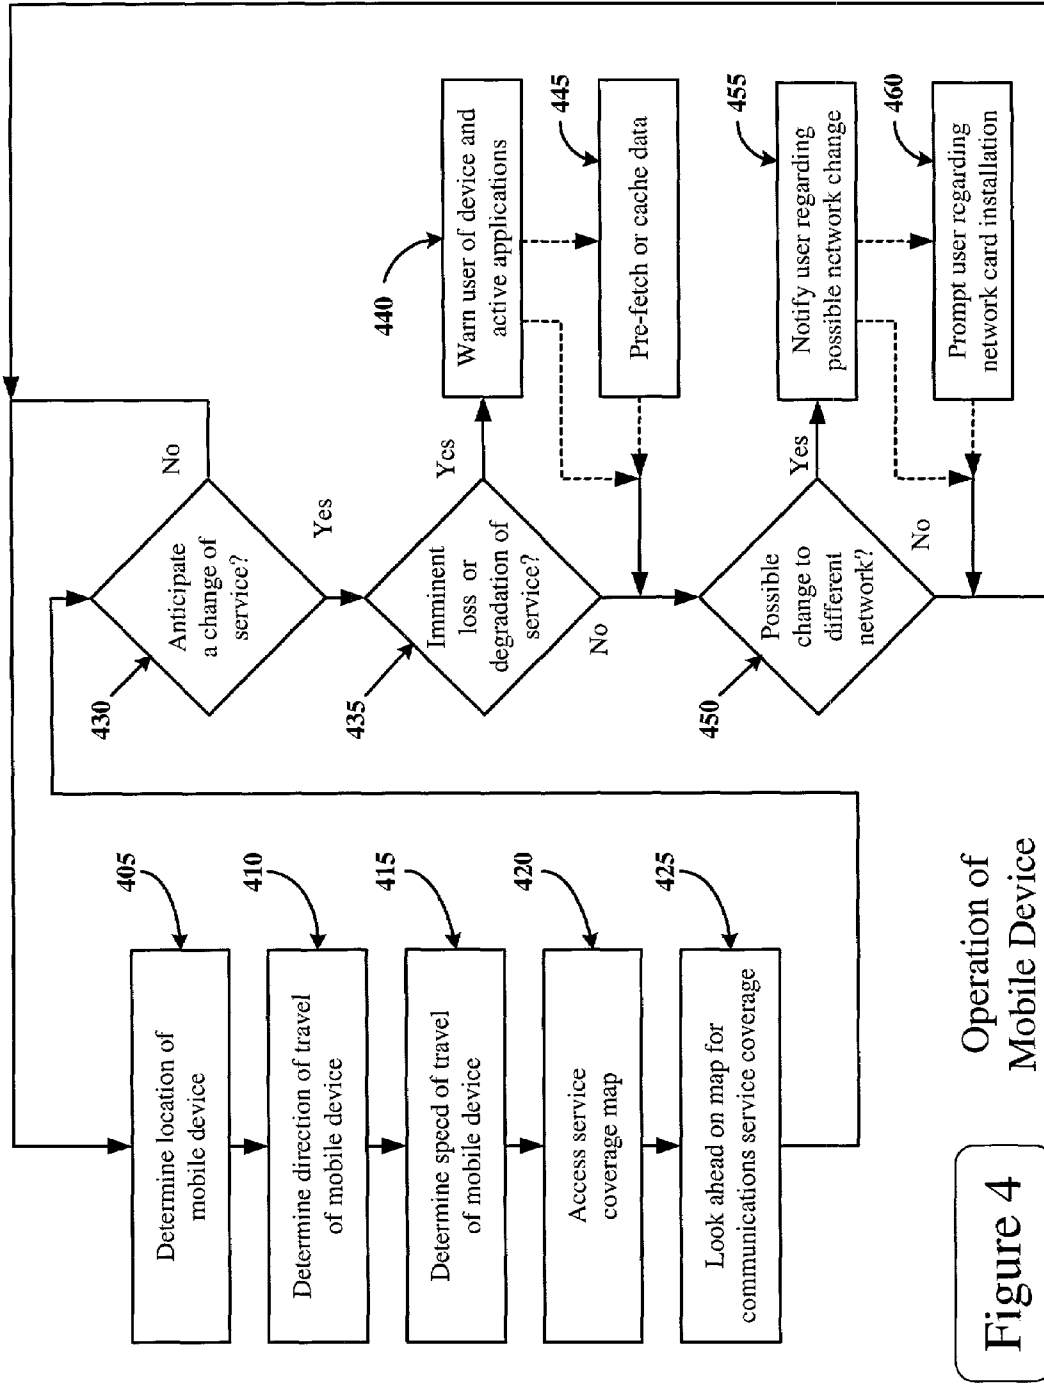 405
Determine location of
mobile device
410
Determine direction of travel
of mobile device
415
Determine speed of travel
of mobile device
420
Access service
coverage map
425
Look ahead on map for
communications service coverage
430
Anticipate
a change of
service?
No
Yes
435
Imminent
loss or
degradation of
service?
Yes
No
440
Warn user of device and
active applications
445
Pre-fetch or cache data
450
Possible
change to
different
network?
Yes
No
455
Notify user regarding
possible network change
460
Prompt user regarding
network card installation
Figure 4
Operation of
Mobile Device